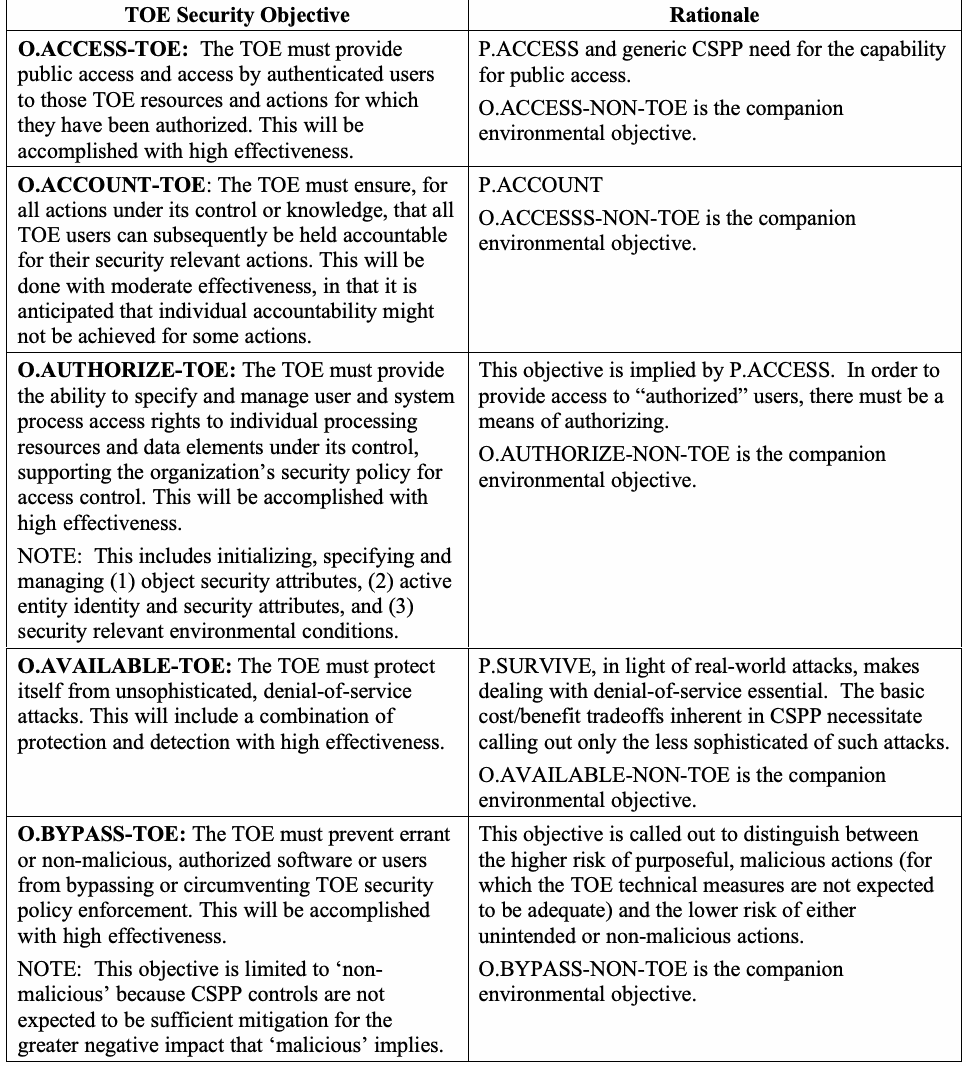 TOE Security Objective
Rationale
O.ACCESS-TOE: The TOE must provide
public access and access by authenticated users
to those TOE resources and actions for which
they have been authorized. This will be
accomplished with high effectiveness.
P.ACCESS and generic CSPP need for the capability
for public access.
O.ACCESS-NON-TOE is the companion
environmental objective.
O.ACCOUNT-TOE: The TOE must ensure, for
all actions under its control or knowledge, that all
TOE users can subsequently be held accountable
for their security relevant actions. This will be
done with moderate effectiveness, in that it is
anticipated that individual accountability might
not be achieved for some actions.
P.ACCOUNT
O.ACCESSS-NON-TOE is the companion
environmental objective.
O.AUTHORIZE-TOE: The TOE must provide
the ability to specify and manage user and system
process access rights to individual processing
resources and data elements under its control,
supporting the organization’s security policy for
access control. This will be accomplished with
high effectiveness.
NOTE: This includes initializing, specifying and
managing (1) object security attributes, (2) active
entity identity and security attributes, and (3)
security relevant environmental conditions.
This objective is implied by P.ACCESS. In order to
provide access to “authorized” users, there must be a
means of authorizing.
O.AUTHORIZE-NON-TOE is the companion
environmental objective.
O.AVAILABLE-TOE: The TOE must protect
itself from unsophisticated, denial-of-service
attacks. This will include a combination of
protection and detection with high effectiveness.
P.SURVIVE, in light of real-world attacks, makes
dealing with denial-of-service essential. The basic
cost/benefit tradeoffs inherent in CSPP necessitate
calling out only the less sophisticated of such attacks.
O.AVAILABLE-NON-TOE is the companion
environmental objective.
O.BYPASS-TOE: The TOE must prevent errant
or non-malicious, authorized software or users
from bypassing or circumventing TOE security
policy enforcement. This will be accomplished
with high effectiveness.
NOTE: This objective is limited to ‘non-
malicious’ because CSPP controls are not
expected to be sufficient mitigation for the
greater negative impact that ‘malicious’ implies.
This objective is called out to distinguish between
the higher risk of purposeful, malicious actions (for
which the TOE technical measures are not expected
to be adequate) and the lower risk of either
unintended or non-malicious actions.
O.BYPASS-NON-TOE is the companion
environmental objective.